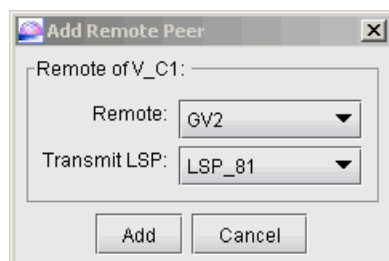 Add Remote Peer
Remote of V_C1:
Remote: GV2
Transmit LSP: LSP_81
Add Cancel